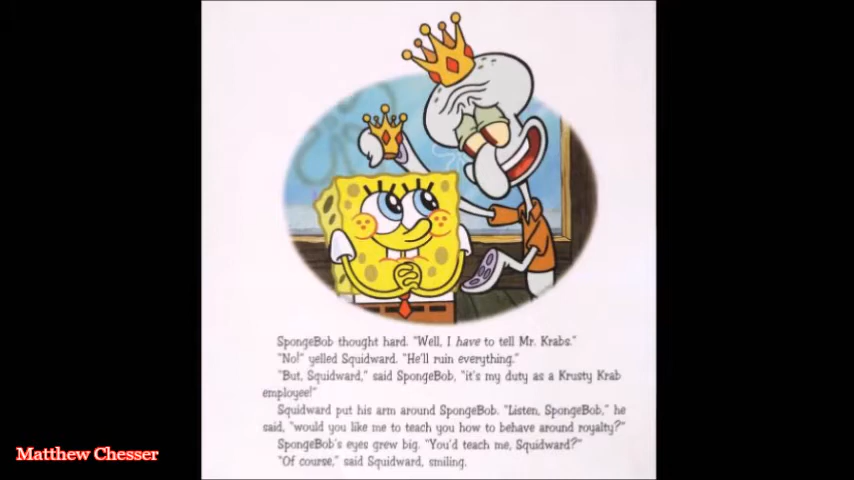 SpongeBob thought hard. "Well, I have to tell Mr. Krabs."
"No!" yelled Squidward. "He'll ruin everything."
"But, Squidward," said SpongeBob, "it's my duty as a Krusty Krab
employee!"
Squidward put his arm around SpongeBob. "Listen, SpongeBob," he
said, "would you like me to teach you how to behave around royalty?"
SpongeBob's eyes grew big. "You'd teach me, Squidward?"
"Of course," said Squidward, smiling.
Matthew Chesser